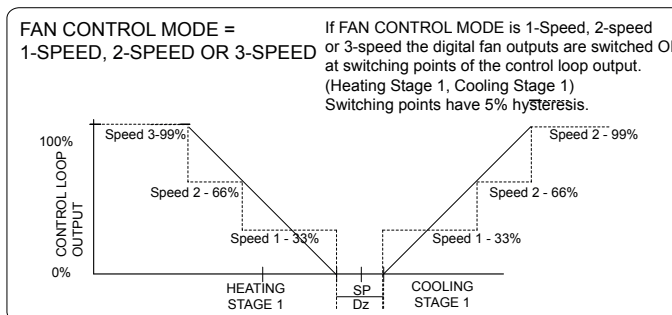 FAN CONTROL MODE =
1-SPEED, 2-SPEED OR 3-SPEED
If FAN CONTROL MODE is 1-Speed, 2-speed
or 3-speed the digital fan outputs are switched
at switching points of the control loop output.
(Heating Stage 1, Cooling Stage 1)
Switching points have 5% hysteresis.
100%
Speed 3-99%
Speed 2 - 99%
Speed 2 - 66%
Speed 2 - 66%
Speed 1 - 33%
Speed 1 - 33%
CONTROL LOOP
OUTPUT
0%
HEATING
STAGE 1
SP
Dz
COOLING
STAGE 1